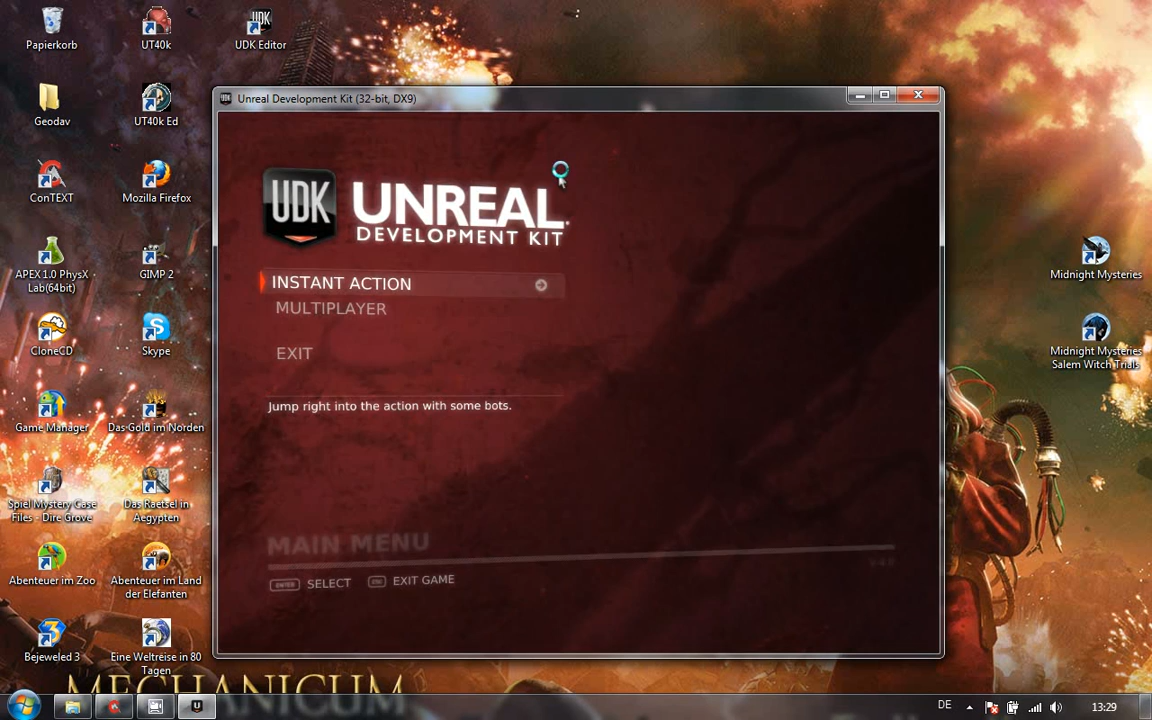 Papierkorb
UT40k
UDK
UDK Editor
Geodav
UT40k Ed
ConTEXT
Mozilla Firefox
APEX 1.0 PhysX
Lab(64bit)
GIMP 2
CloneCD
Skype
Game Manager
Das Gold im Norden
Spiel Mystery Case
Files - Dire Grove
Das Raetsel in
Aegypten
Abenteuer im Zoo
Abenteuer im Land
der Elefanten
Bejeweled 3
Eine Weltreise in 80
Tagen
Unreal Development Kit (32-bit, DX9)
UDK
UNREAL
DEVELOPMENT KIT
INSTANT ACTION
MULTIPLAYER
EXIT
Jump right into the action with some bots.
MAIN MENU
ENTER SELECT ESC EXIT GAME
Midnight Mysteries
Midnight Mysteries
Salem Witch Trials
MECHANICUM
DE
13:29